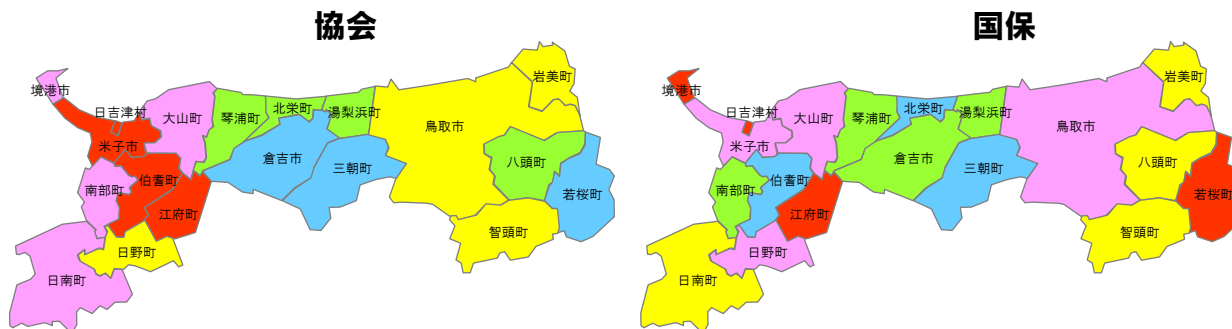 協会
岩美町
境港市
日吉津村
大山町
北栄町
琴浦町
湯梨浜町
鳥取市
米子市
倉吉市
三朝町
八頭町
南部町
伯耆町
若桜町
江府町
智頭町
日野町
日南町
国保
岩美町
境港市
日吉津村
大山町
北栄町
琴浦町
湯梨浜町
鳥取市
米子市
倉吉市
三朝町
八頭町
南部町
伯耆町
若桜町
江府町
智頭町
日野町
日南町